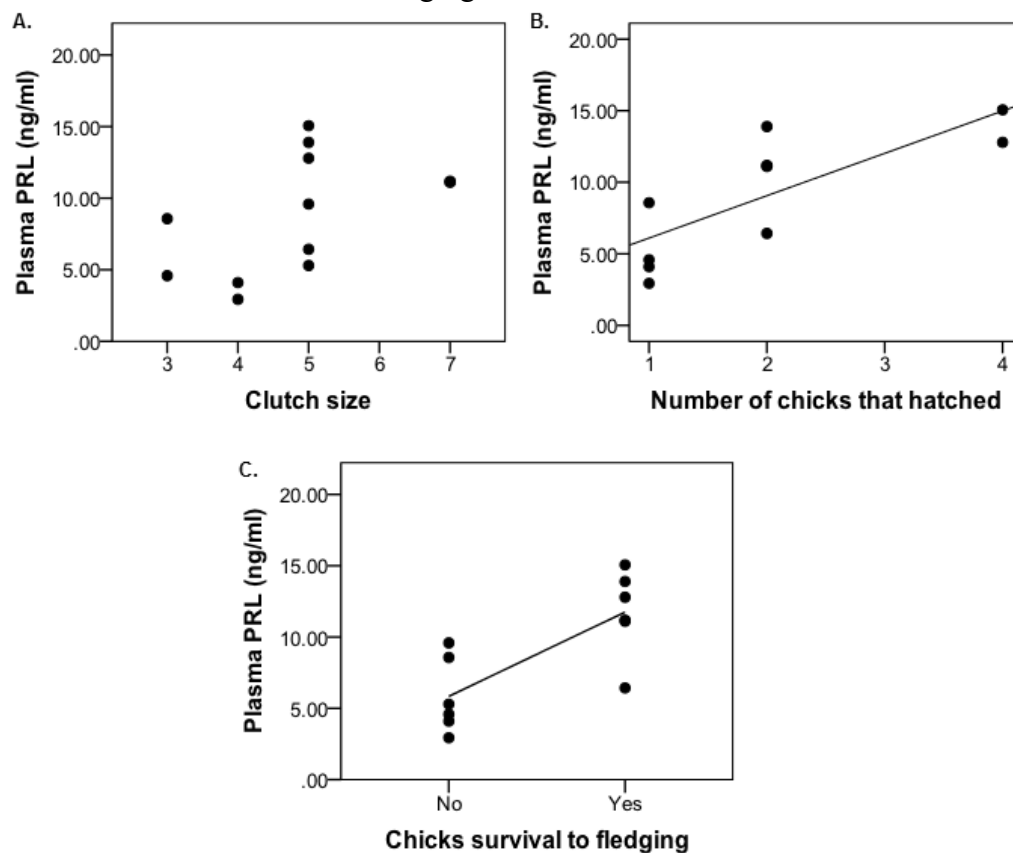 A.
20.00
15.00
10.00
5.00
.00
Plasma PRL (ng/ml)
3 4 5 6 7
Clutch size
B.
20.00
15.00
10.00
5.00
.00
Plasma PRL (ng/ml)
1 2 3 4
Number of chicks that hatched
C.
20.00
15.00
10.00
5.00
.00
Plasma PRL (ng/ml)
No Yes
Chicks survival to fledging